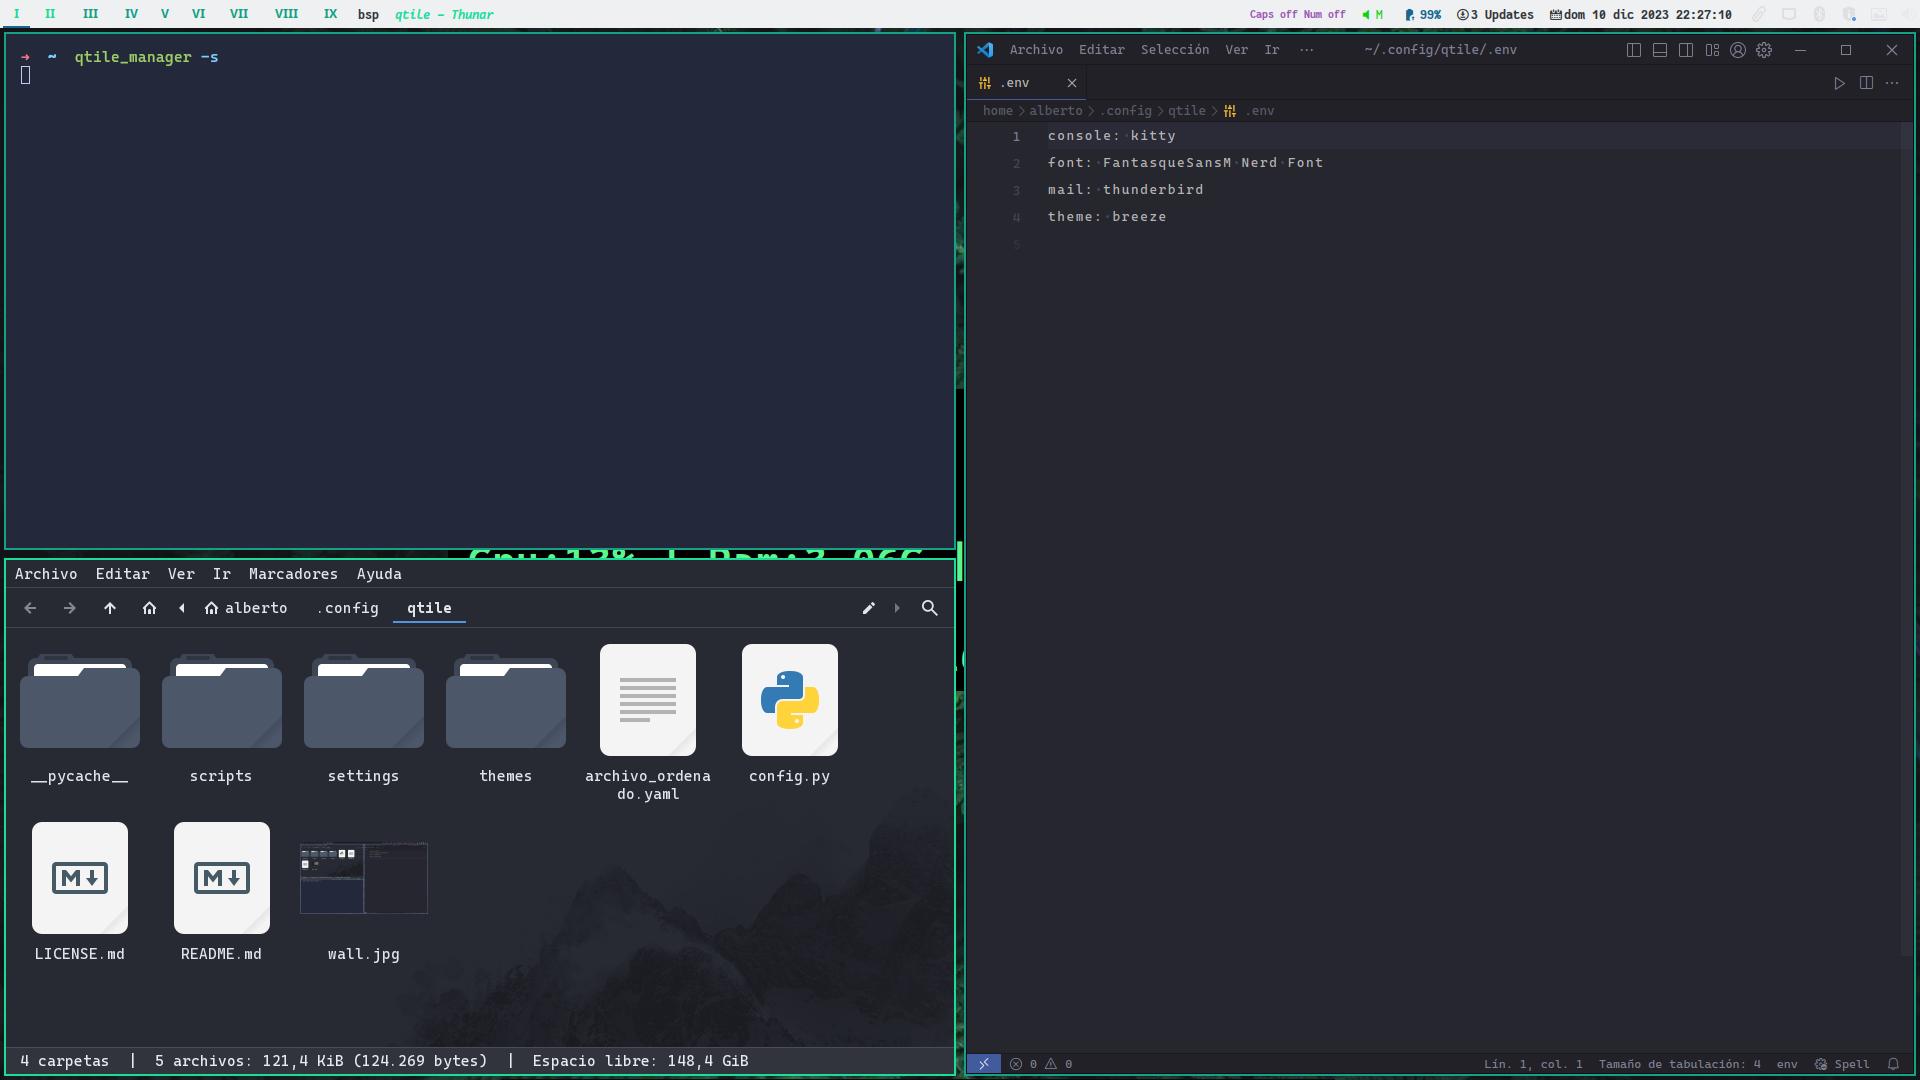 I II III IV V VI VII VIII IX bsp qtile - Thunar Caps off Num off M 99% 3 Updates dom 10 dic 2023 22:27:10
➜ ~ qtile_manager -s
Archivo Editar Ver Ir Marcadores Ayuda
alberto .config qtile
__pycache__
scripts
settings
themes
archivo_ordena
do.yaml
config.py
LICENSE.md
README.md
wall.jpg
4 carpetas | 5 archivos: 121,4 KiB (124.269 bytes) | Espacio libre: 148,4 GiB
Archivo Editar Selección Ver Ir ··· ~/.config/qtile/.env
.env
home > alberto > .config > qtile > .env
1 console: kitty
2 font: FantasqueSansM Nerd Font
3 mail: thunderbird
4 theme: breeze
5
0 0 Lín. 1, col. 1 Tamaño de tabulación: 4 env Spell